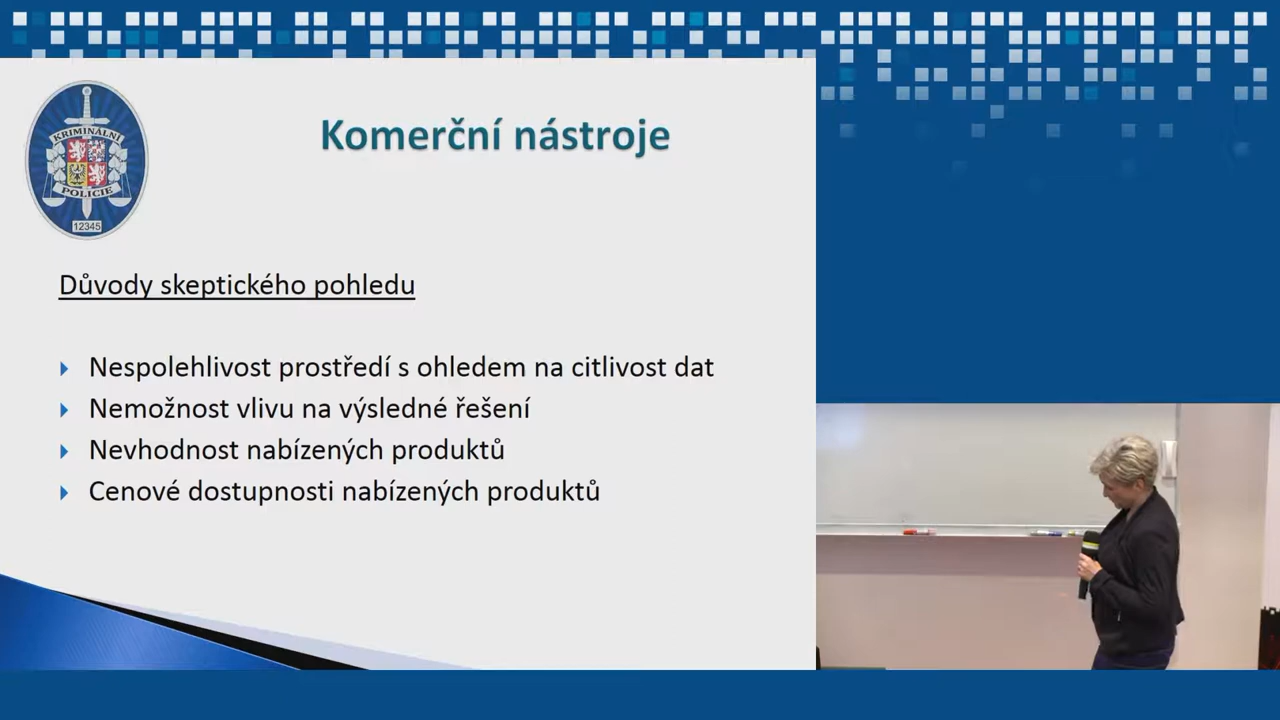 KRIMINÁLNÍ
POLICIE
12345
Komerční nástroje
Důvody skeptického pohledu
Nespolehlivost prostředí s ohledem na citlivost dat
Nemožnost vlivu na výsledné řešení
Nevhodnost nabízených produktů
Cenové dostupnosti nabízených produktů